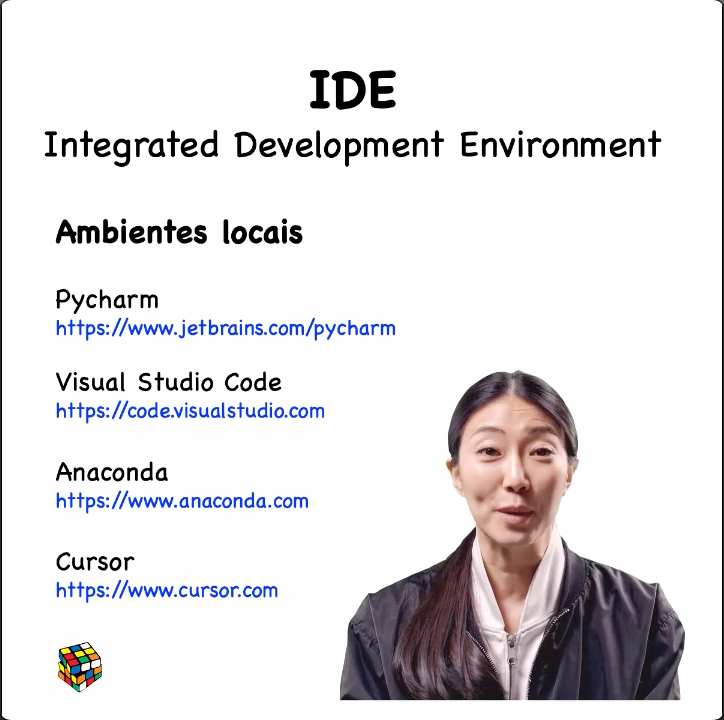 IDE
Integrated Development Environment
Ambientes locais
Pycharm
https://www.jetbrains.com/pycharm
Visual Studio Code
https://code.visualstudio.com
Anaconda
https://www.anaconda.com
Cursor
https://www.cursor.com